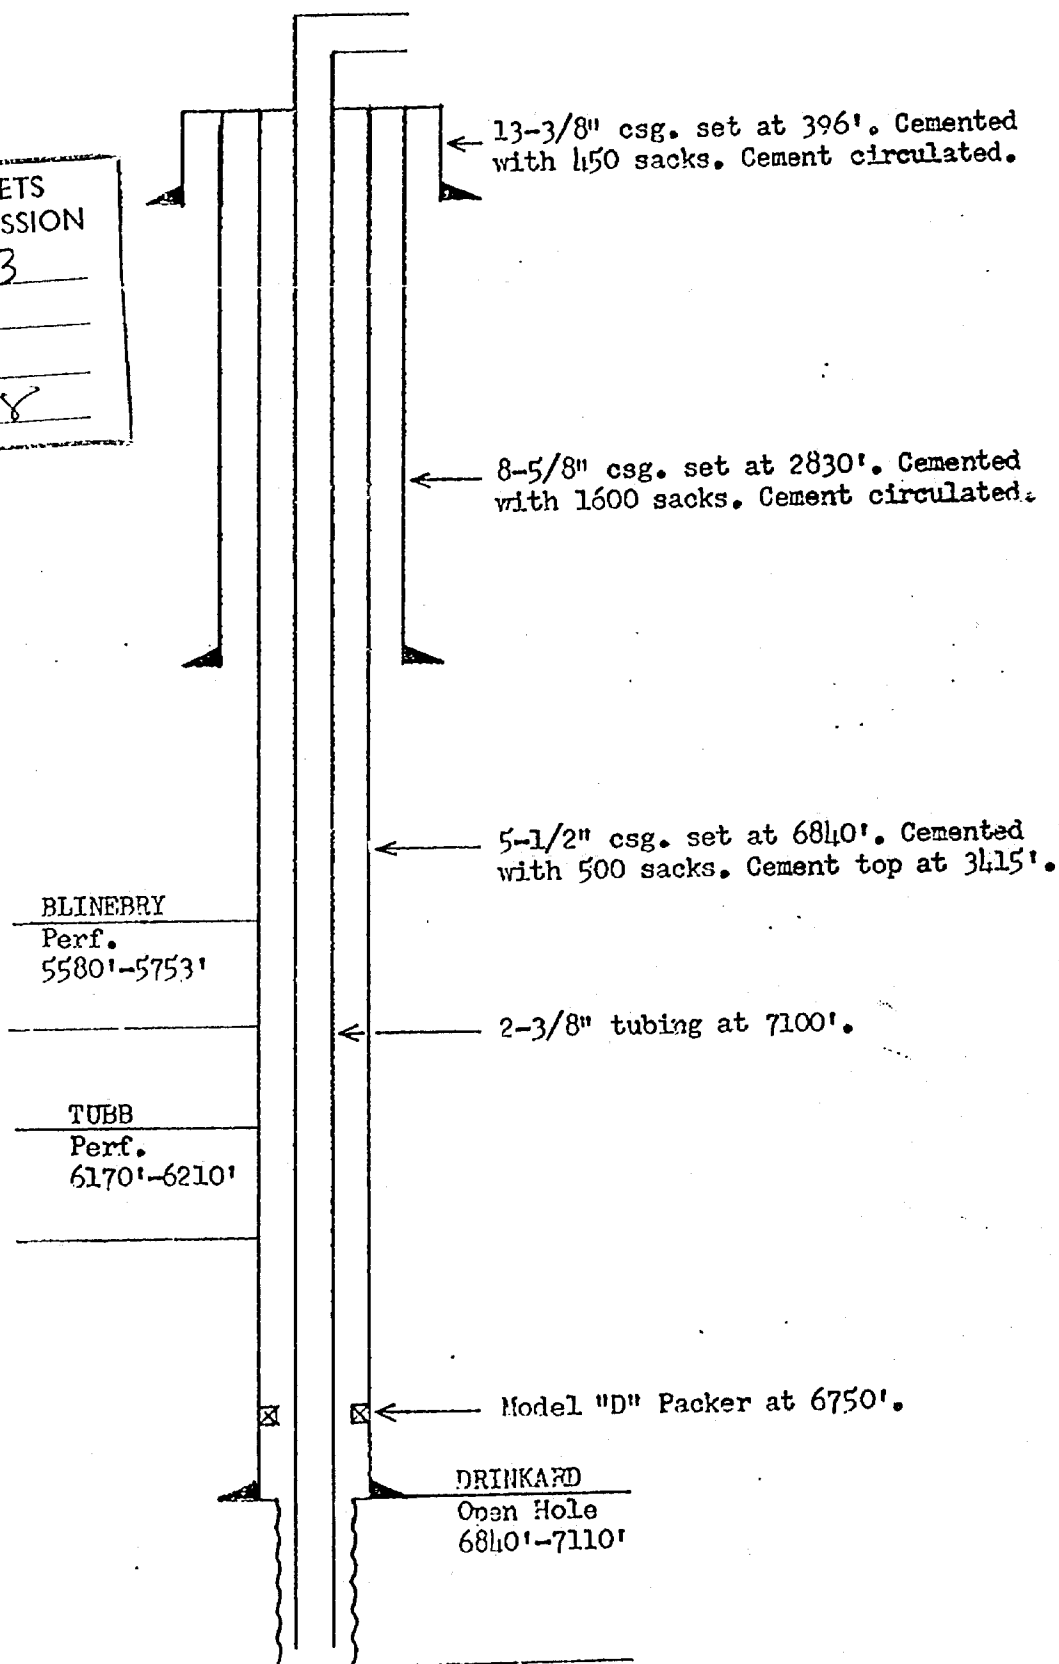 13-3/8" csg. set at 396'. Cemented
with 450 sacks. Cement circulated.
ETS
SSION
3
8-5/8" csg. set at 2830'. Cemented
with 1600 sacks. Cement circulated.
5-1/2" csg. set at 6840'. Cemented
with 500 sacks. Cement top at 3415'.
BLINEBRY
Perf.
5580'-5753'
2-3/8" tubing at 7100'.
TUBB
Perf.
6170'-6210'
Model "D" Packer at 6750'.
DRINKARD
Open Hole
6840'-7110'